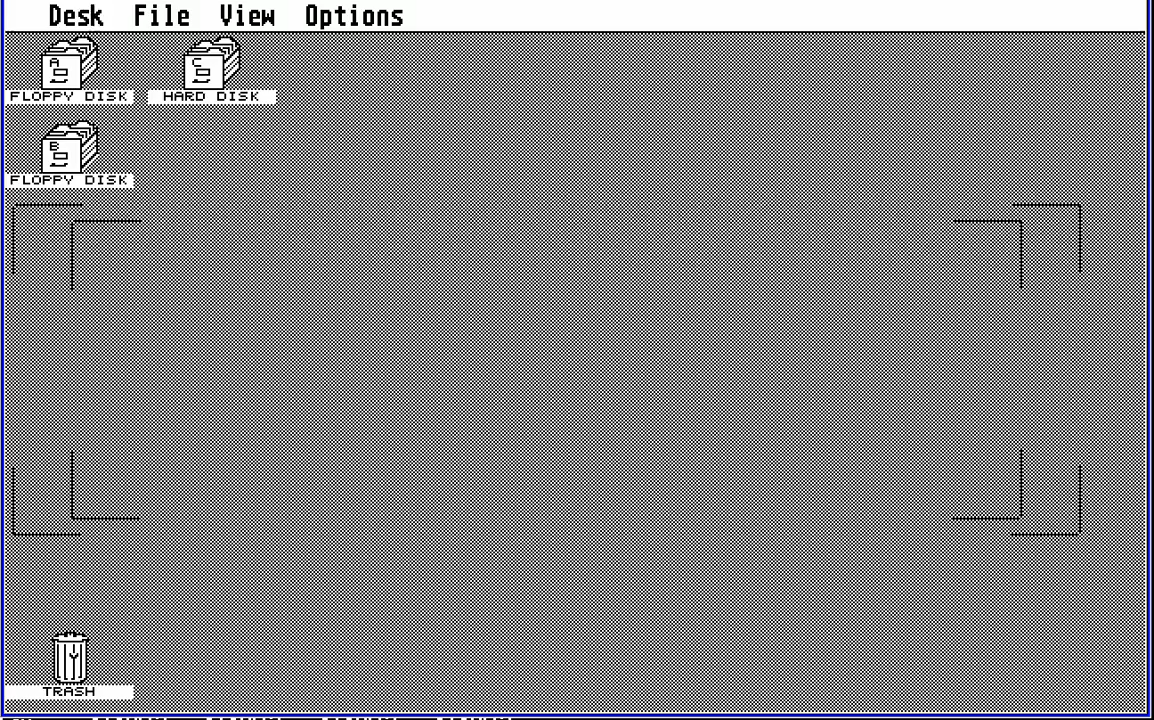 Desk File View Options
A
C
FLOPPY DISK HARD DISK
B
FLOPPY DISK
TRASH